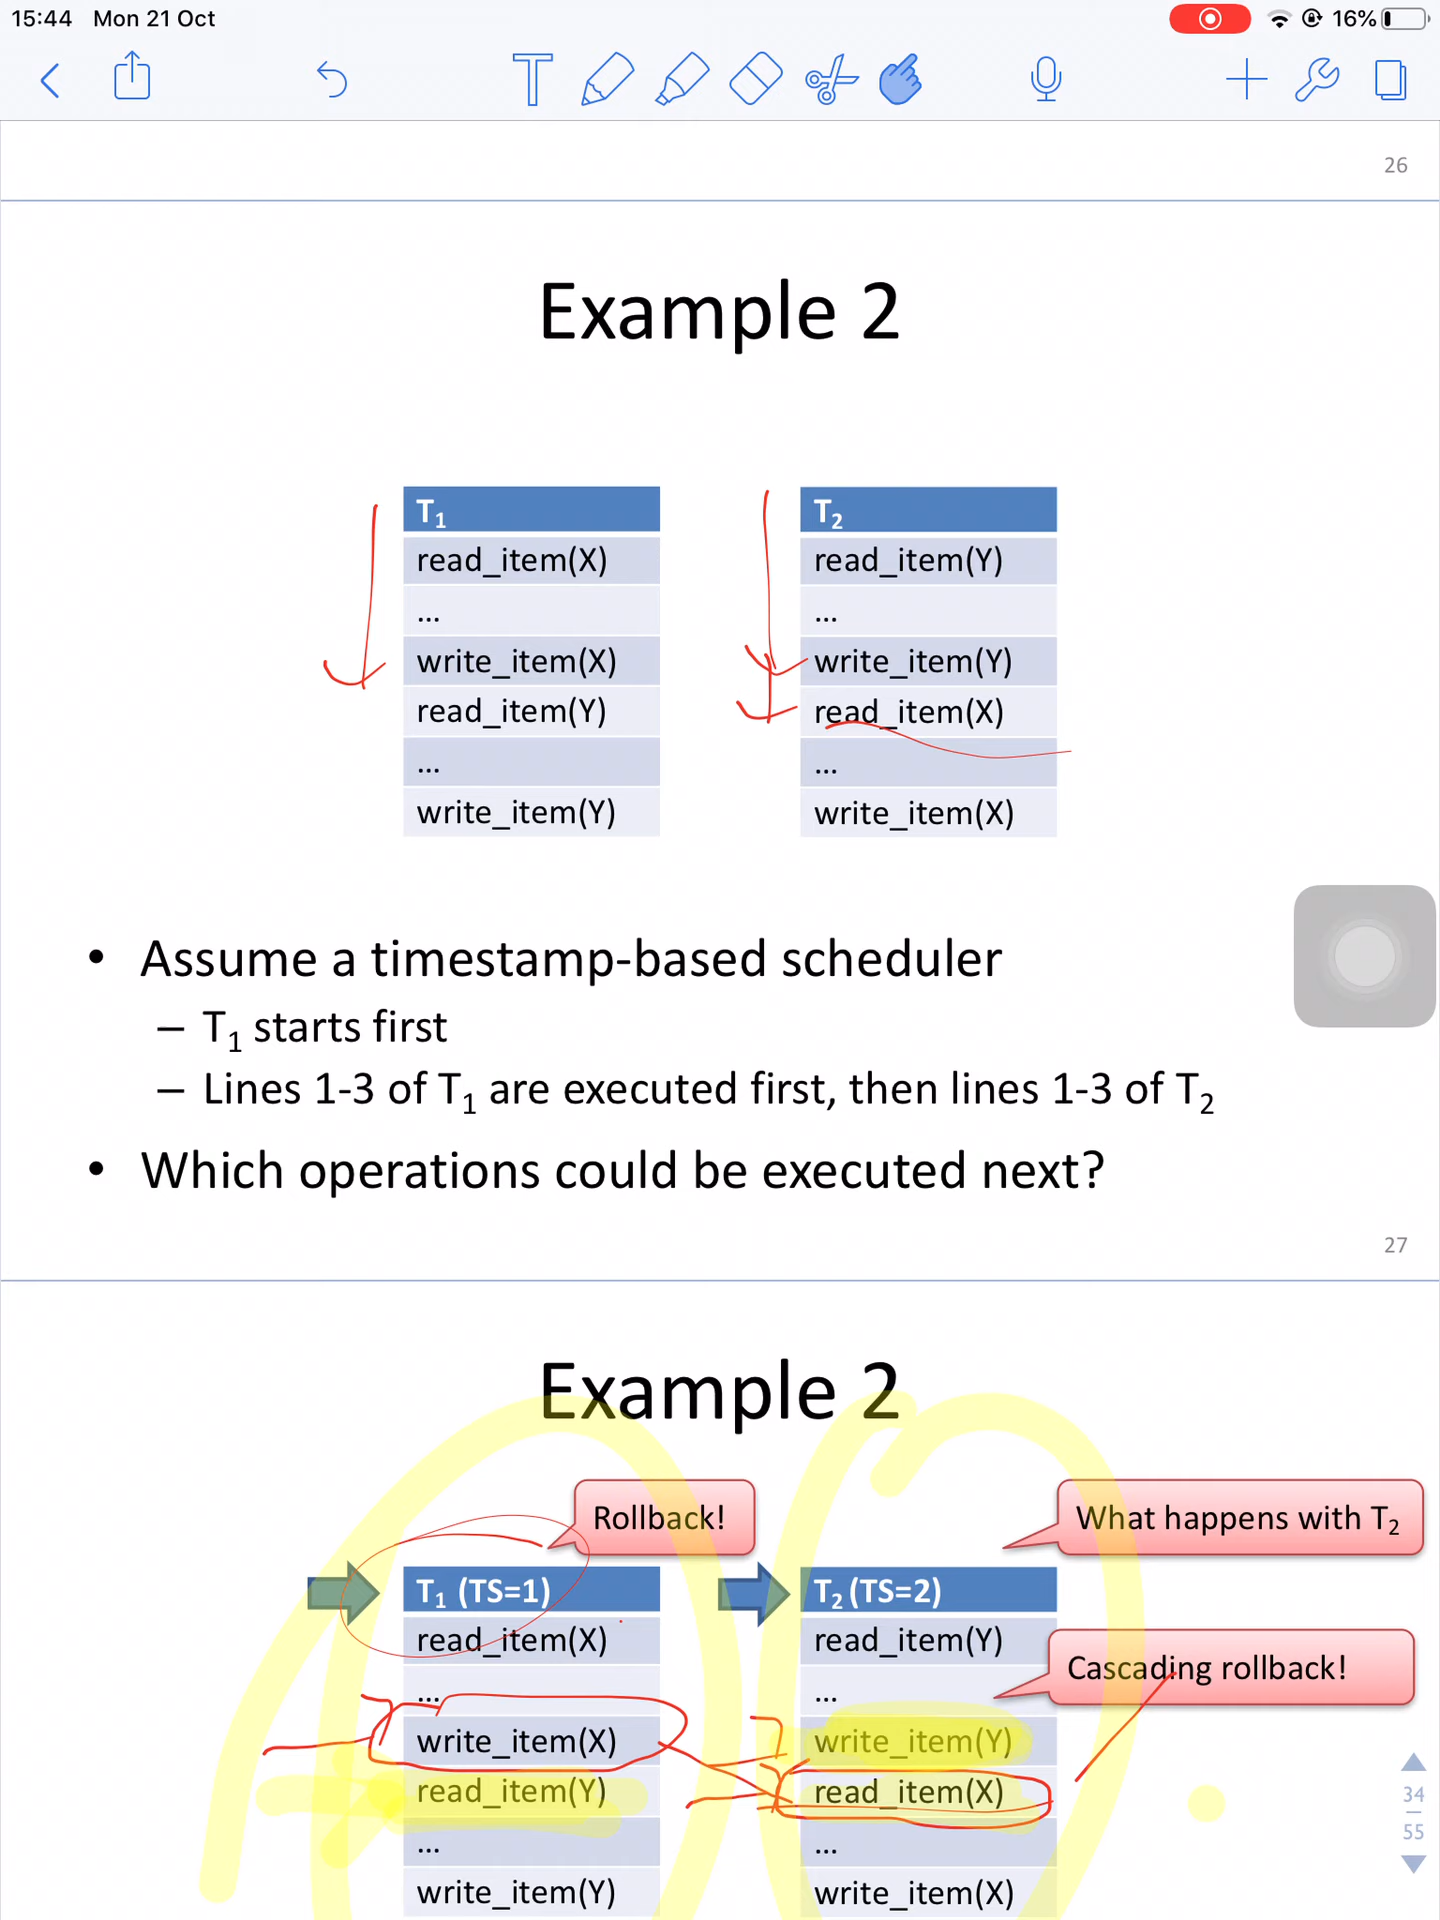 15:44 Mon 21 Oct 16%
26
Example 2
T1 T2
read_item(X) read_item(Y)
... ...
write_item(X) write_item(Y)
read_item(Y) read_item(X)
... ...
write_item(Y) write_item(X)
• Assume a timestamp-based scheduler
– T1 starts first
– Lines 1-3 of T1 are executed first, then lines 1-3 of T2
• Which operations could be executed next?
27
Example 2
Rollback! What happens with T2
T1 (TS=1) T2 (TS=2)
read_item(X) read_item(Y)
Cascading rollback!
... ...
write_item(X) write_item(Y)
read_item(Y) read_item(X)
34
55
... ...
write_item(Y) write_item(X)